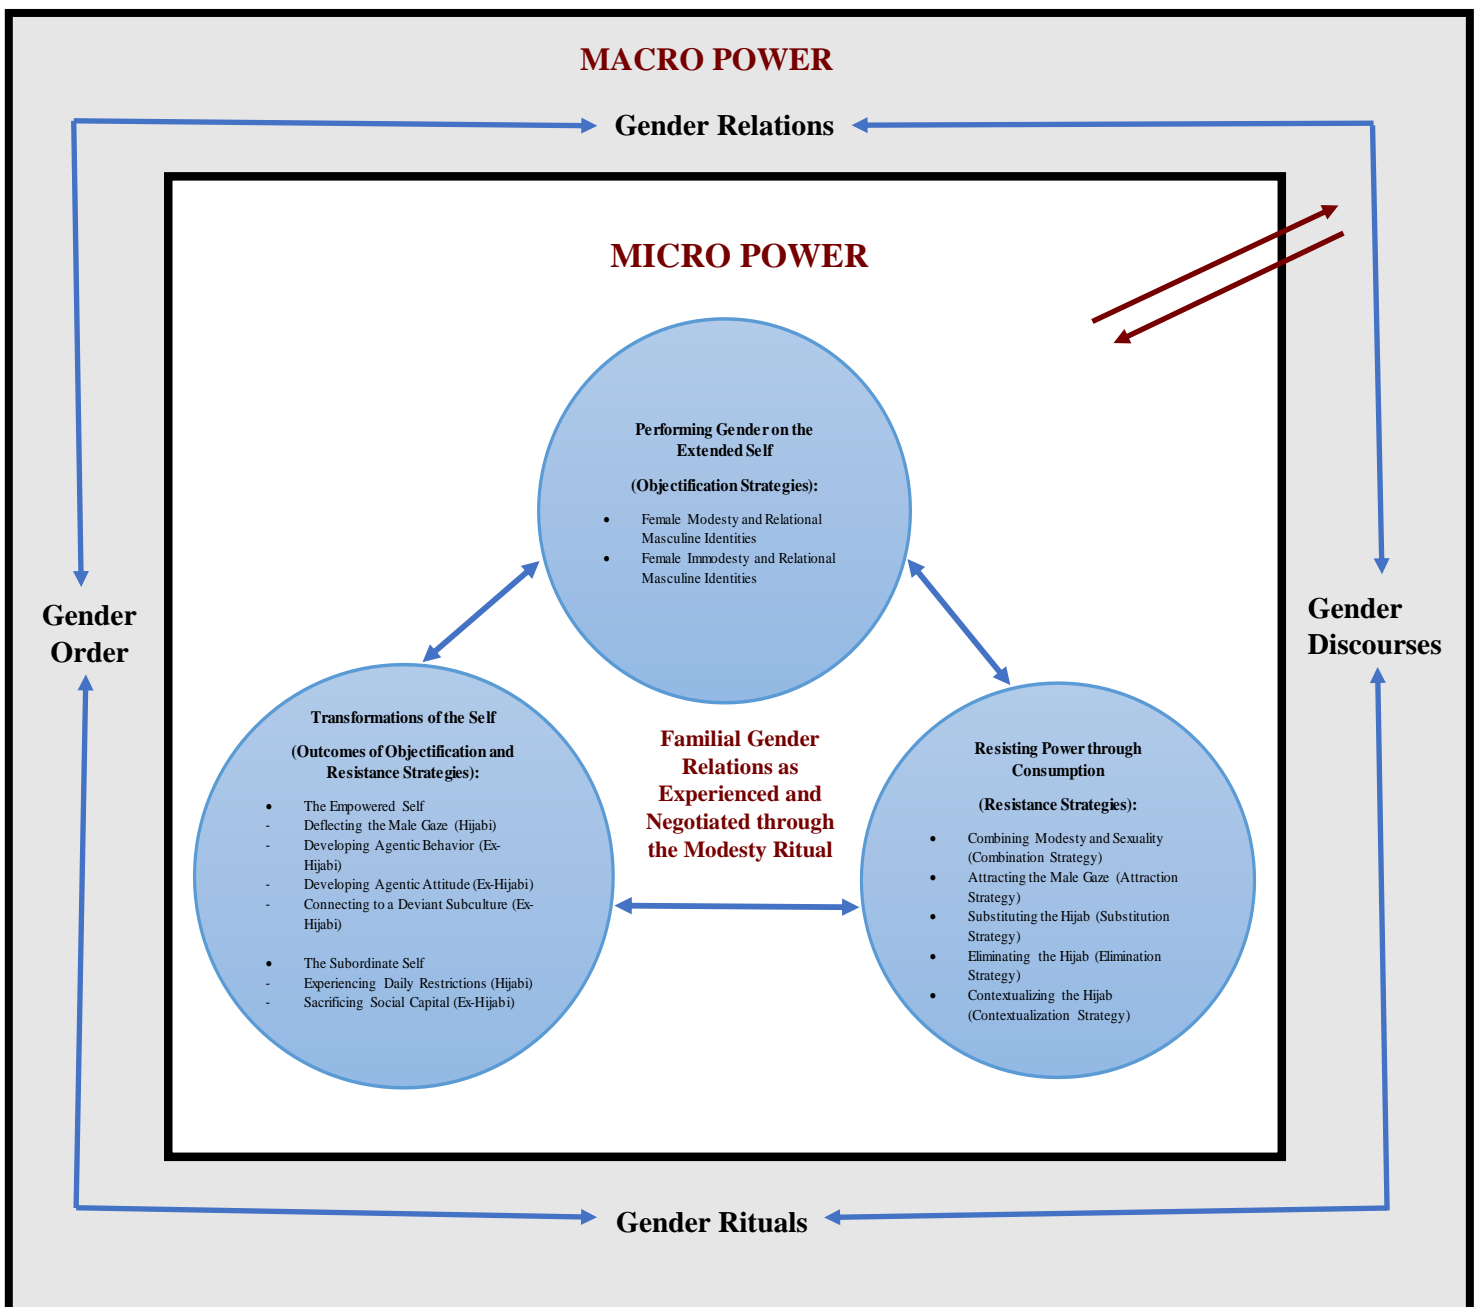 MACRO POWER
Gender Relations
MICRO POWER
Performing Gender on the
Extended Self
(Objectification Strategies):
• Female Modesty and Relational
Masculine Identities
• Female Immodesty and Relational
Masculine Identities
Gender
Order
Gender
Discourses
Transformations of the Self
(Outcomes of Objectification and
Resistance Strategies):
• The Empowered Self
- Deflecting the Male Gaze (Hijabi)
- Developing Agentic Behavior (Ex-
Hijabi)
- Developing Agentic Attitude (Ex-Hijabi)
- Connecting to a Deviant Subculture (Ex-
Hijabi)
• The Subordinate Self
- Experiencing Daily Restrictions (Hijabi)
- Sacrificing Social Capital (Ex-Hijabi)
Familial Gender
Relations as
Experienced and
Negotiated through
the Modesty Ritual
Resisting Power through
Consumption
(Resistance Strategies):
• Combining Modesty and Sexuality
(Combination Strategy)
• Attracting the Male Gaze (Attraction
Strategy)
• Substituting the Hijab (Substitution
Strategy)
• Eliminating the Hijab (Elimination
Strategy)
• Contextualizing the Hijab
(Contextualization Strategy)
Gender Rituals